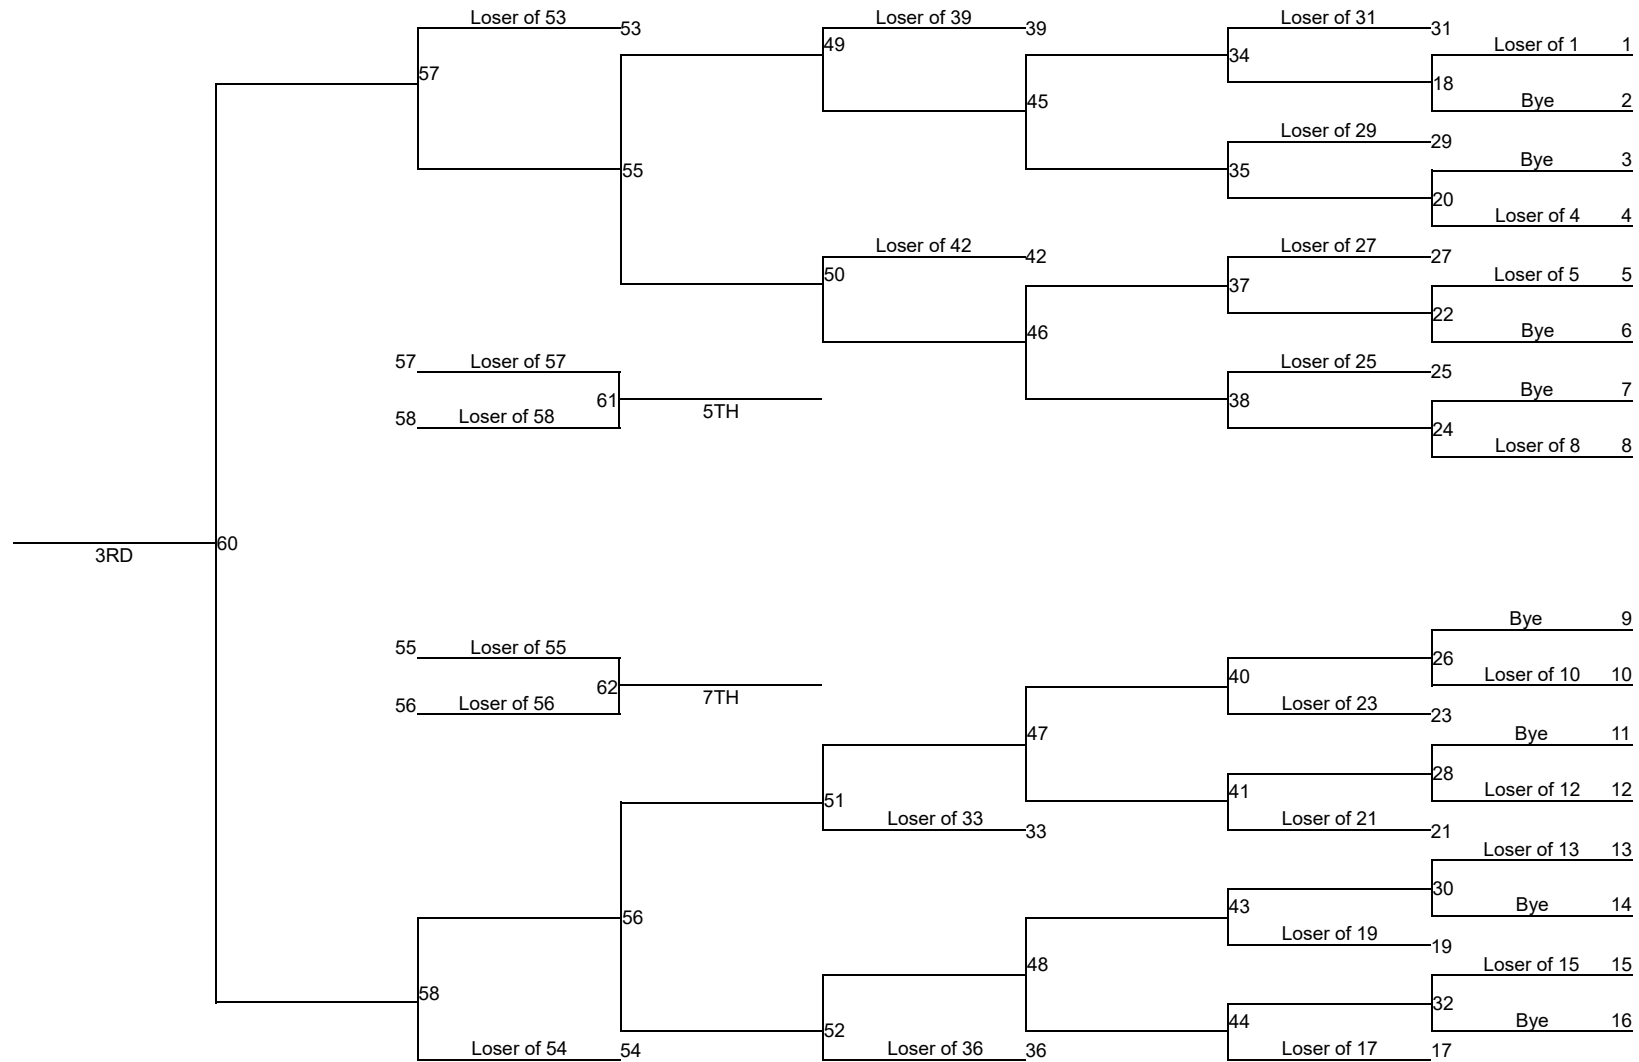 Loser of 53 53 Loser of 39 39 Loser of 31 31
49 Loser of 1 1
34
57 18
45 Bye 2
Loser of 29 29
Bye 3
55 35
20
Loser of 4 4
Loser of 42 42 Loser of 27 27
50 37 Loser of 5 5
22
46 Bye 6
57 Loser of 57 Loser of 25 25
Bye 7
61 5TH 38
58 Loser of 58 24
Loser of 8 8
60
3RD
Bye 9
55 Loser of 55 26
40 Loser of 10 10
62 7TH
56 Loser of 56 Loser of 23 23
47 Bye 11
28
51 41 Loser of 12 12
Loser of 33 33 Loser of 21 21
Loser of 13 13
30
56 43 Bye 14
Loser of 19 19
48 Loser of 15 15
58 32
52 44 Bye 16
Loser of 54 54 Loser of 36 36 Loser of 17 17